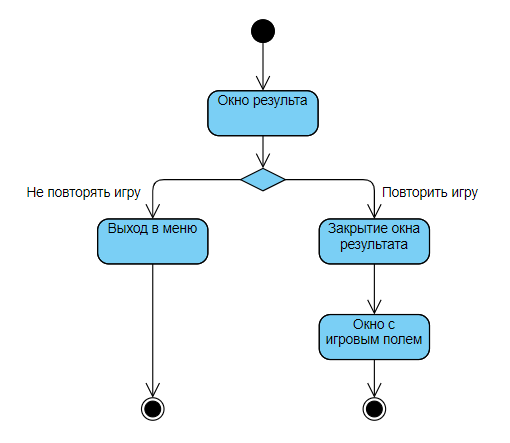 Окно результа
Не повторять игру
Повторить игру
Выход в меню
Закрытие окна
результата
Окно с
игровым полем